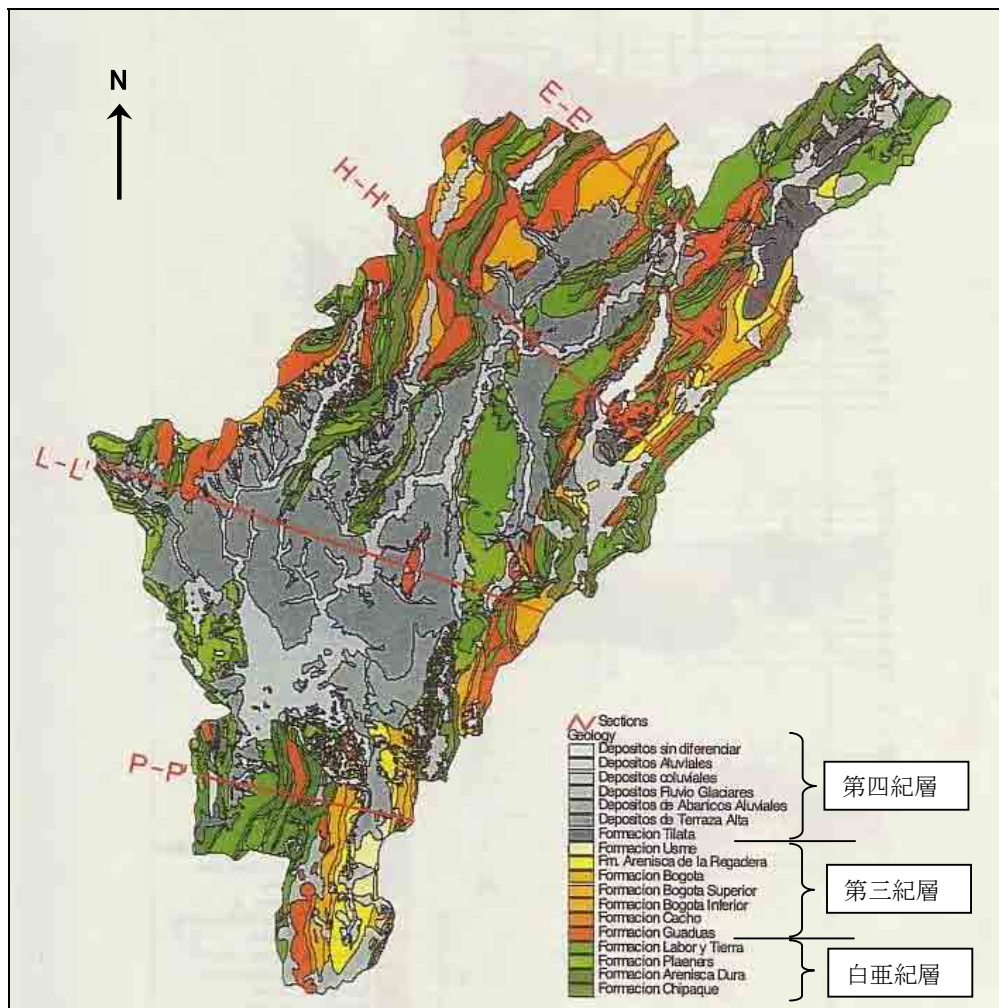 N
E-E'
H-H'
L-L'
P-P'
Sections
Geology
Depositos sin diferenciar
Depositos Aluviales
Depositos coluviales
Depositos Fluvio Glaciares
Depositos de Abanicos Aluviales
Depositos de Terraza Alta
Formacion Tilata
Formacion Usme
Fm. Arenisca de la Regadera
Formacion Bogota
Formacion Bogota Superior
Formacion Bogota Inferior
Formacion Cacho
Formacion Guaduas
Formacion Labor y Tierra
Formacion Plaeners
Formacion Arenisca Dura
Formacion Chipaque
第四紀層
第三紀層
白亜紀層